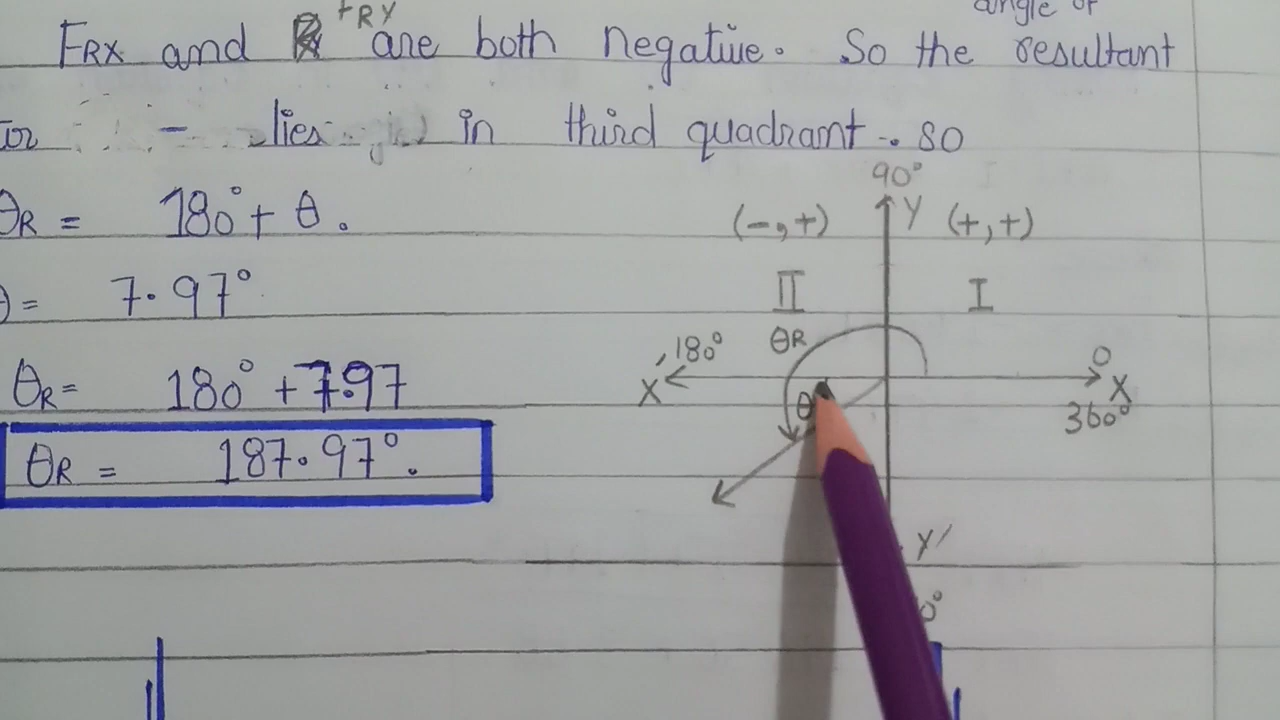 angle of
FRX and FRY are both negative. So the resultant
lies in third quadrant. so
θR = 180° + θ.
= 7.97°
θR = 180° + 7.97
θR = 187.97°.
90°
(-,+) Y (+,+)
II I
θR
180° 0
X' X
360°
θ
Y'